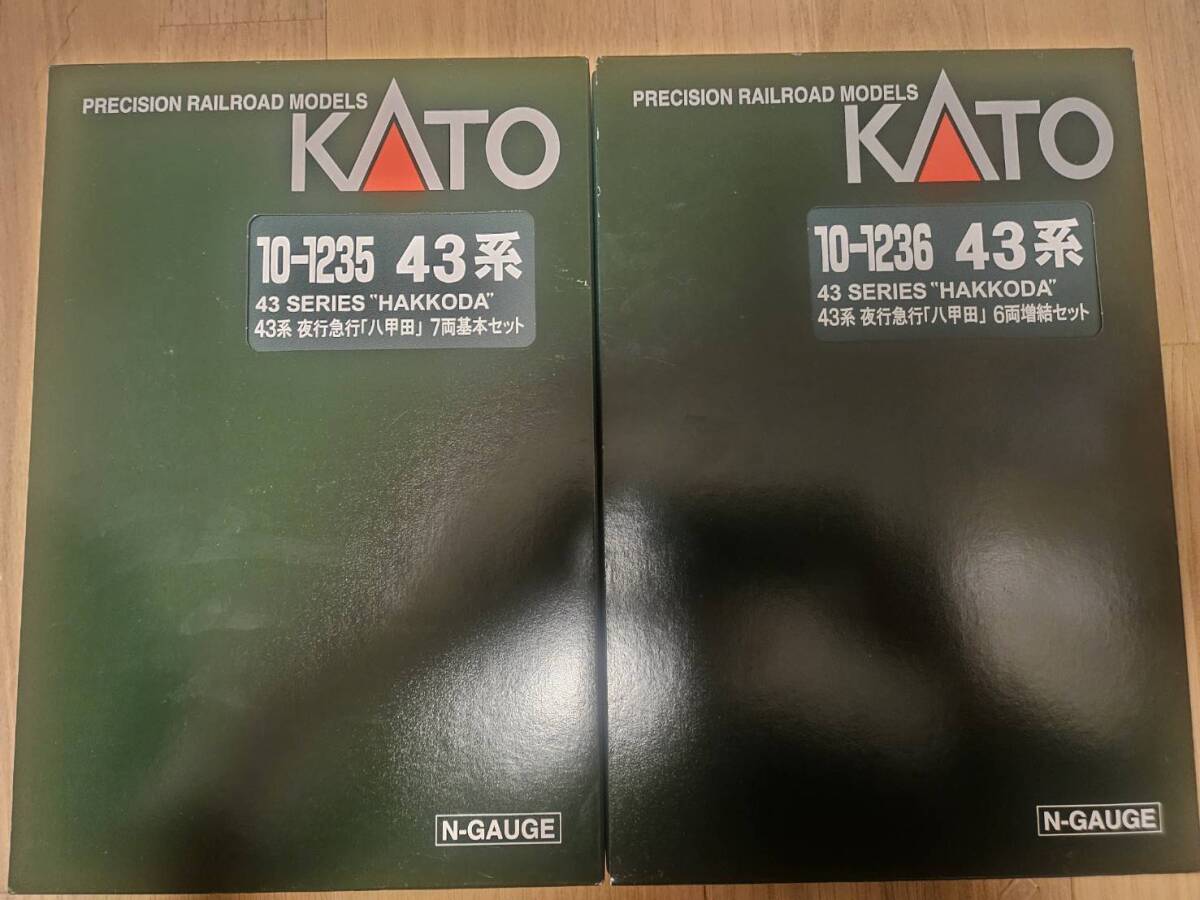 PRECISION RAILROAD MODELS
KATO
10-1235 43系
43 SERIES "HAKKODA"
43系 夜行急行「八甲田」 7両基本セット
N-GAUGE
PRECISION RAILROAD MODELS
KATO
10-1236 43系
43 SERIES "HAKKODA"
43系 夜行急行「八甲田」 6両増結セット
N-GAUGE